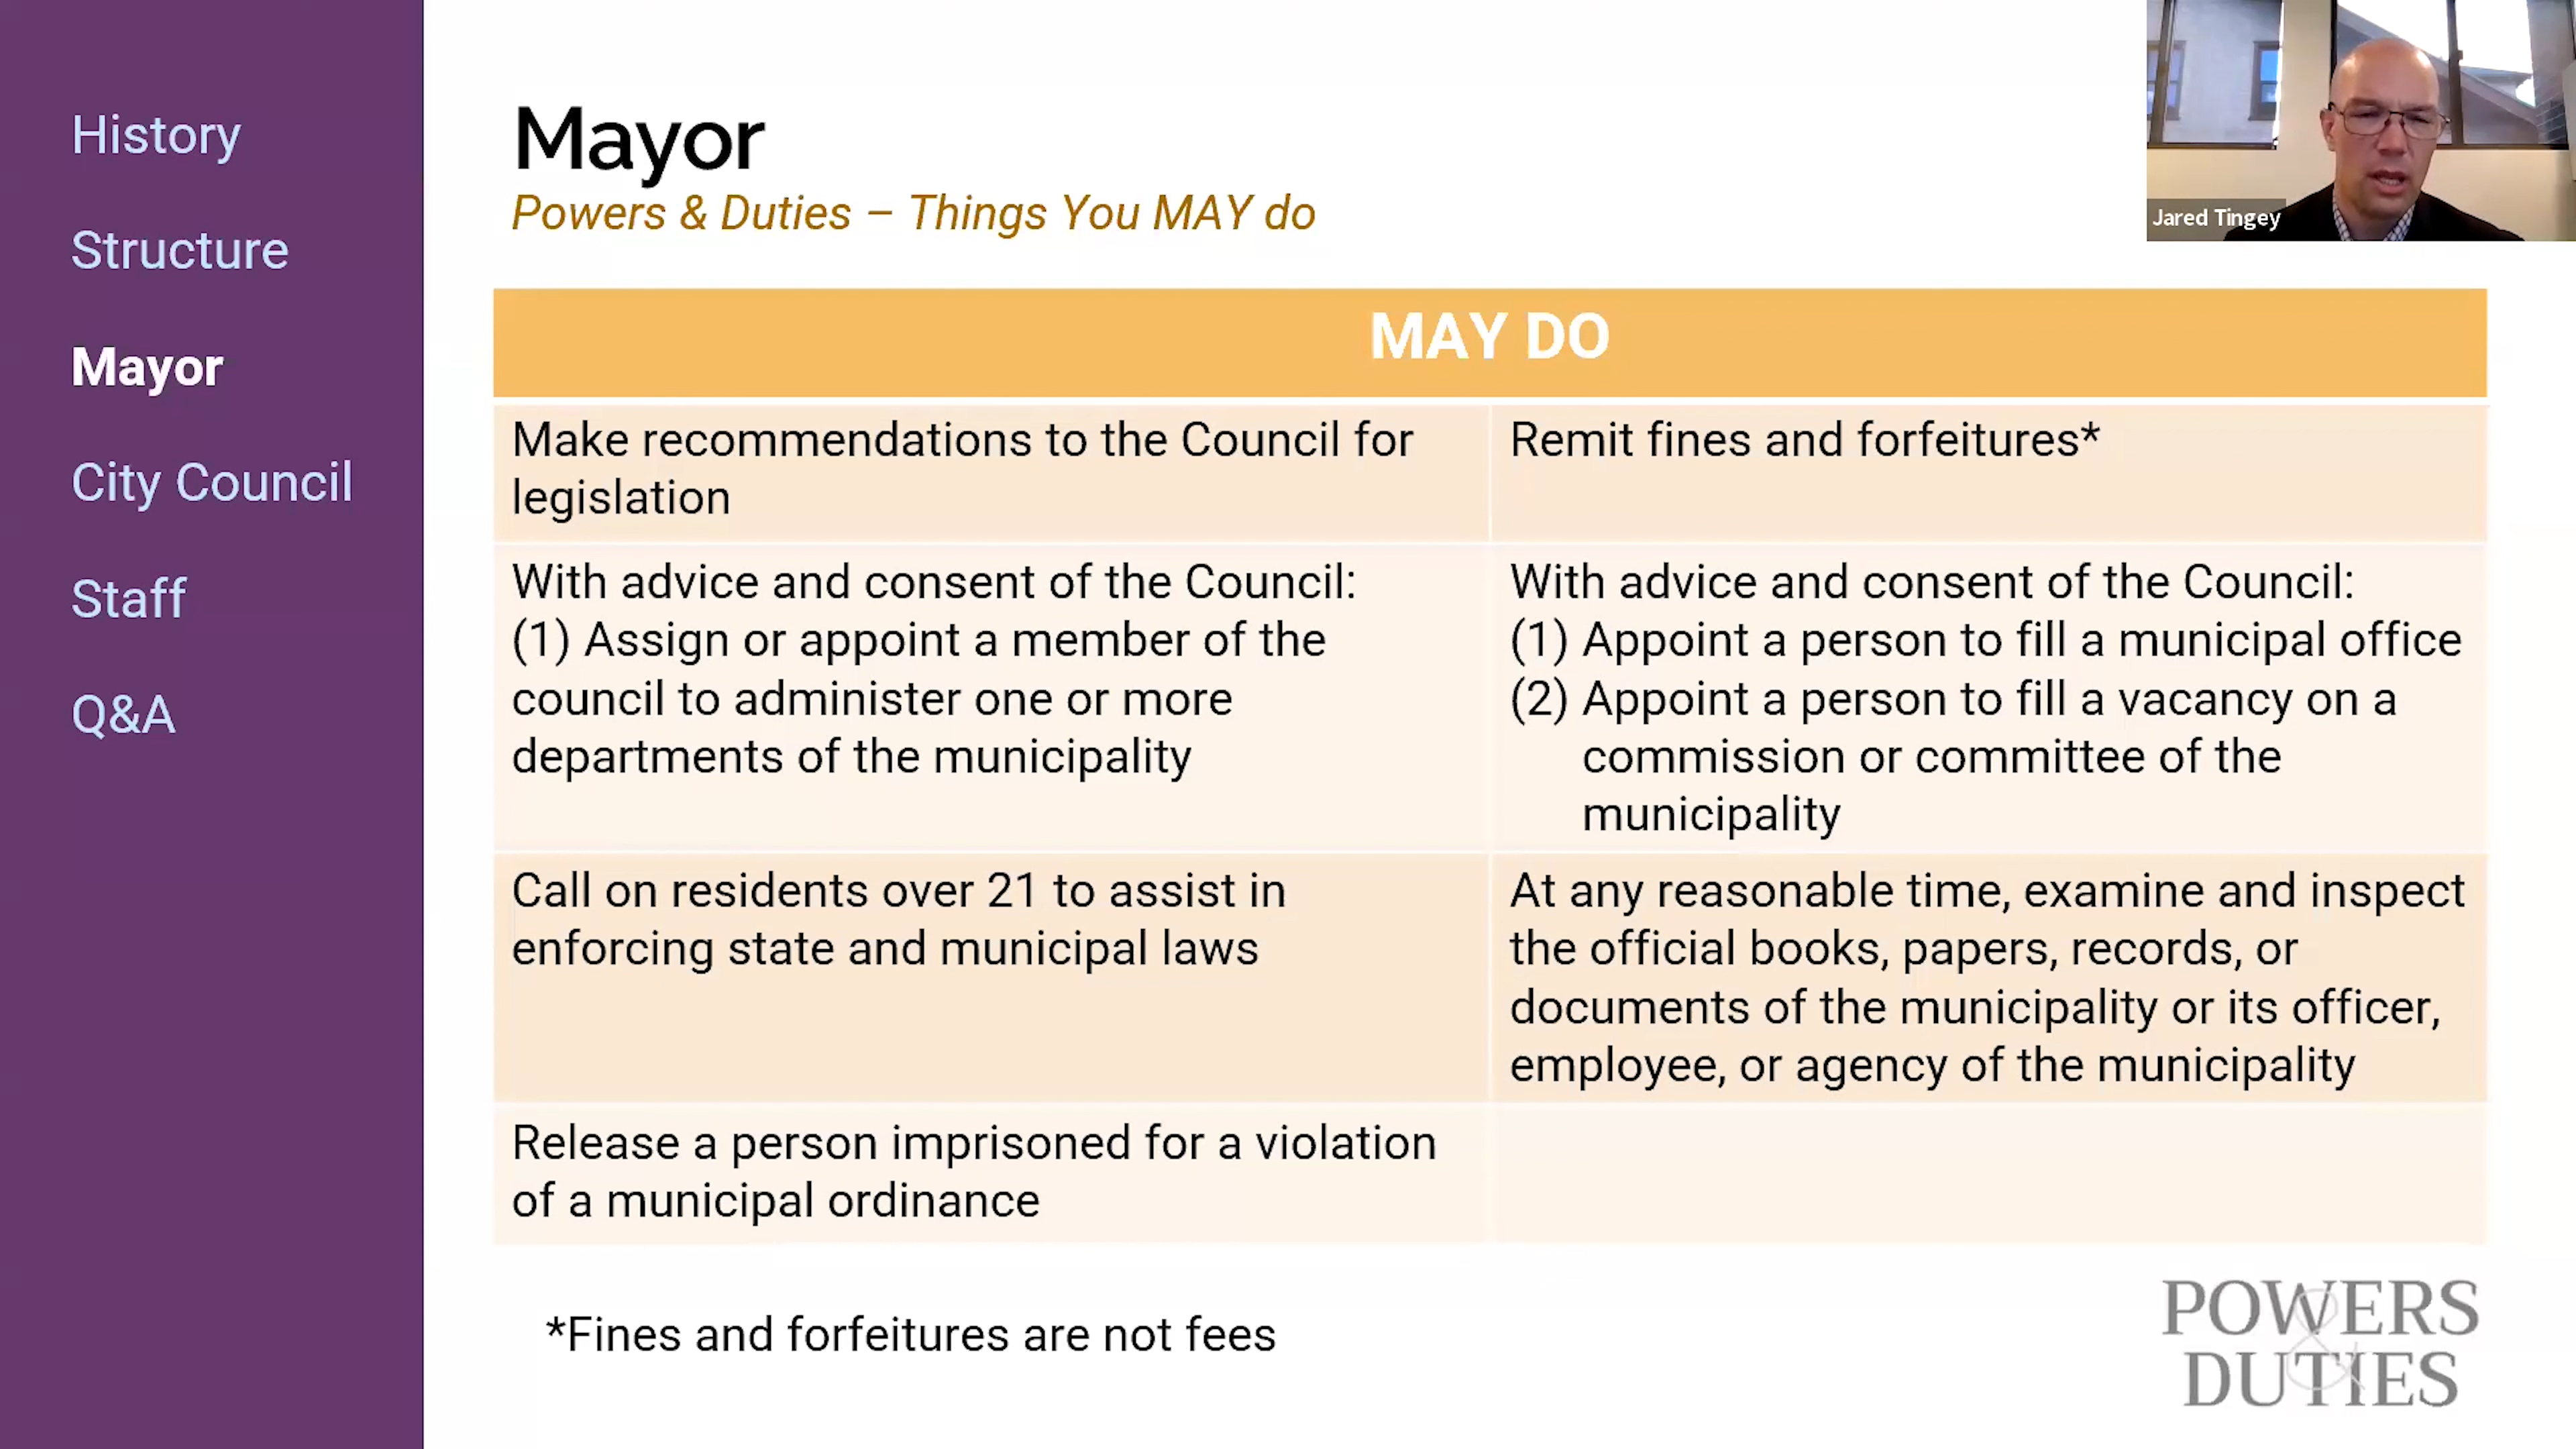 History
Structure
Mayor
City Council
Staff
Q&A
Mayor
Powers & Duties – Things You MAY do
Jared Tingey
MAY DO
Make recommendations to the Council for
legislation
Remit fines and forfeitures*
With advice and consent of the Council:
(1) Assign or appoint a member of the
council to administer one or more
departments of the municipality
With advice and consent of the Council:
(1) Appoint a person to fill a municipal office
(2) Appoint a person to fill a vacancy on a
commission or committee of the
municipality
Call on residents over 21 to assist in
enforcing state and municipal laws
At any reasonable time, examine and inspect
the official books, papers, records, or
documents of the municipality or its officer,
employee, or agency of the municipality
Release a person imprisoned for a violation
of a municipal ordinance
*Fines and forfeitures are not fees
POWERS
&
DUTIES